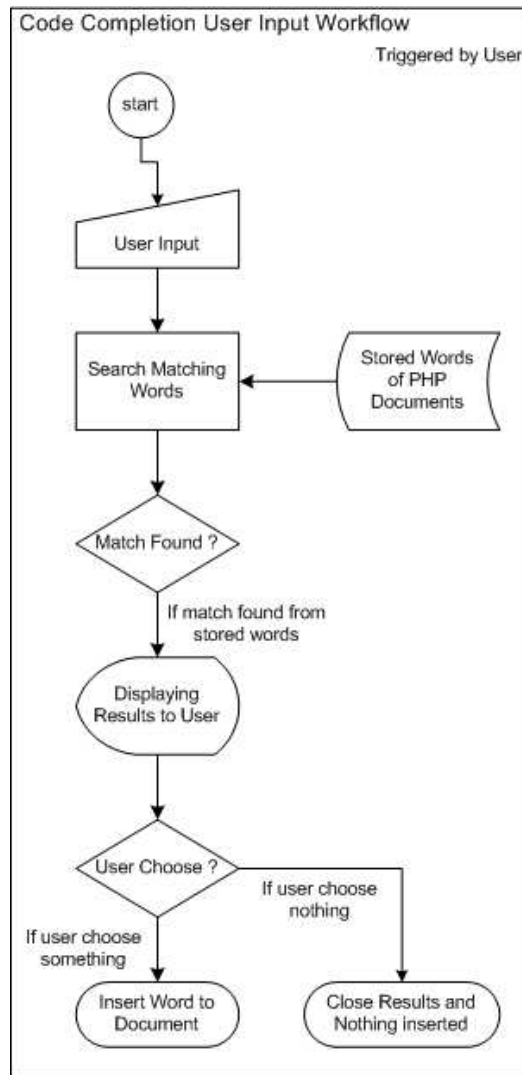 Code Completion User Input Workflow
Triggered by User
start
User Input
Search Matching
Words
Stored Words
of PHP
Documents
Match Found ?
If match found from
stored words
Displaying
Results to User
User Choose ?
If user choose
nothing
If user choose
something
Insert Word to
Document
Close Results and
Nothing inserted